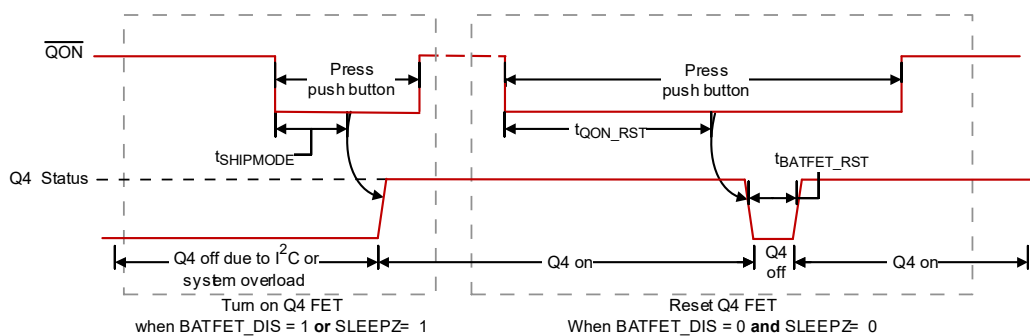 QON
Press
push button
Press
push button
tSHIPMODE
tQON_RST
tBATFET_RST
Q4 Status
Q4 off due to I2C or
system overload
Q4 on
Q4
off
Q4 on
Turn on Q4 FET
when BATFET_DIS = 1 or SLEEPZ= 1
Reset Q4 FET
When BATFET_DIS = 0 and SLEEPZ= 0